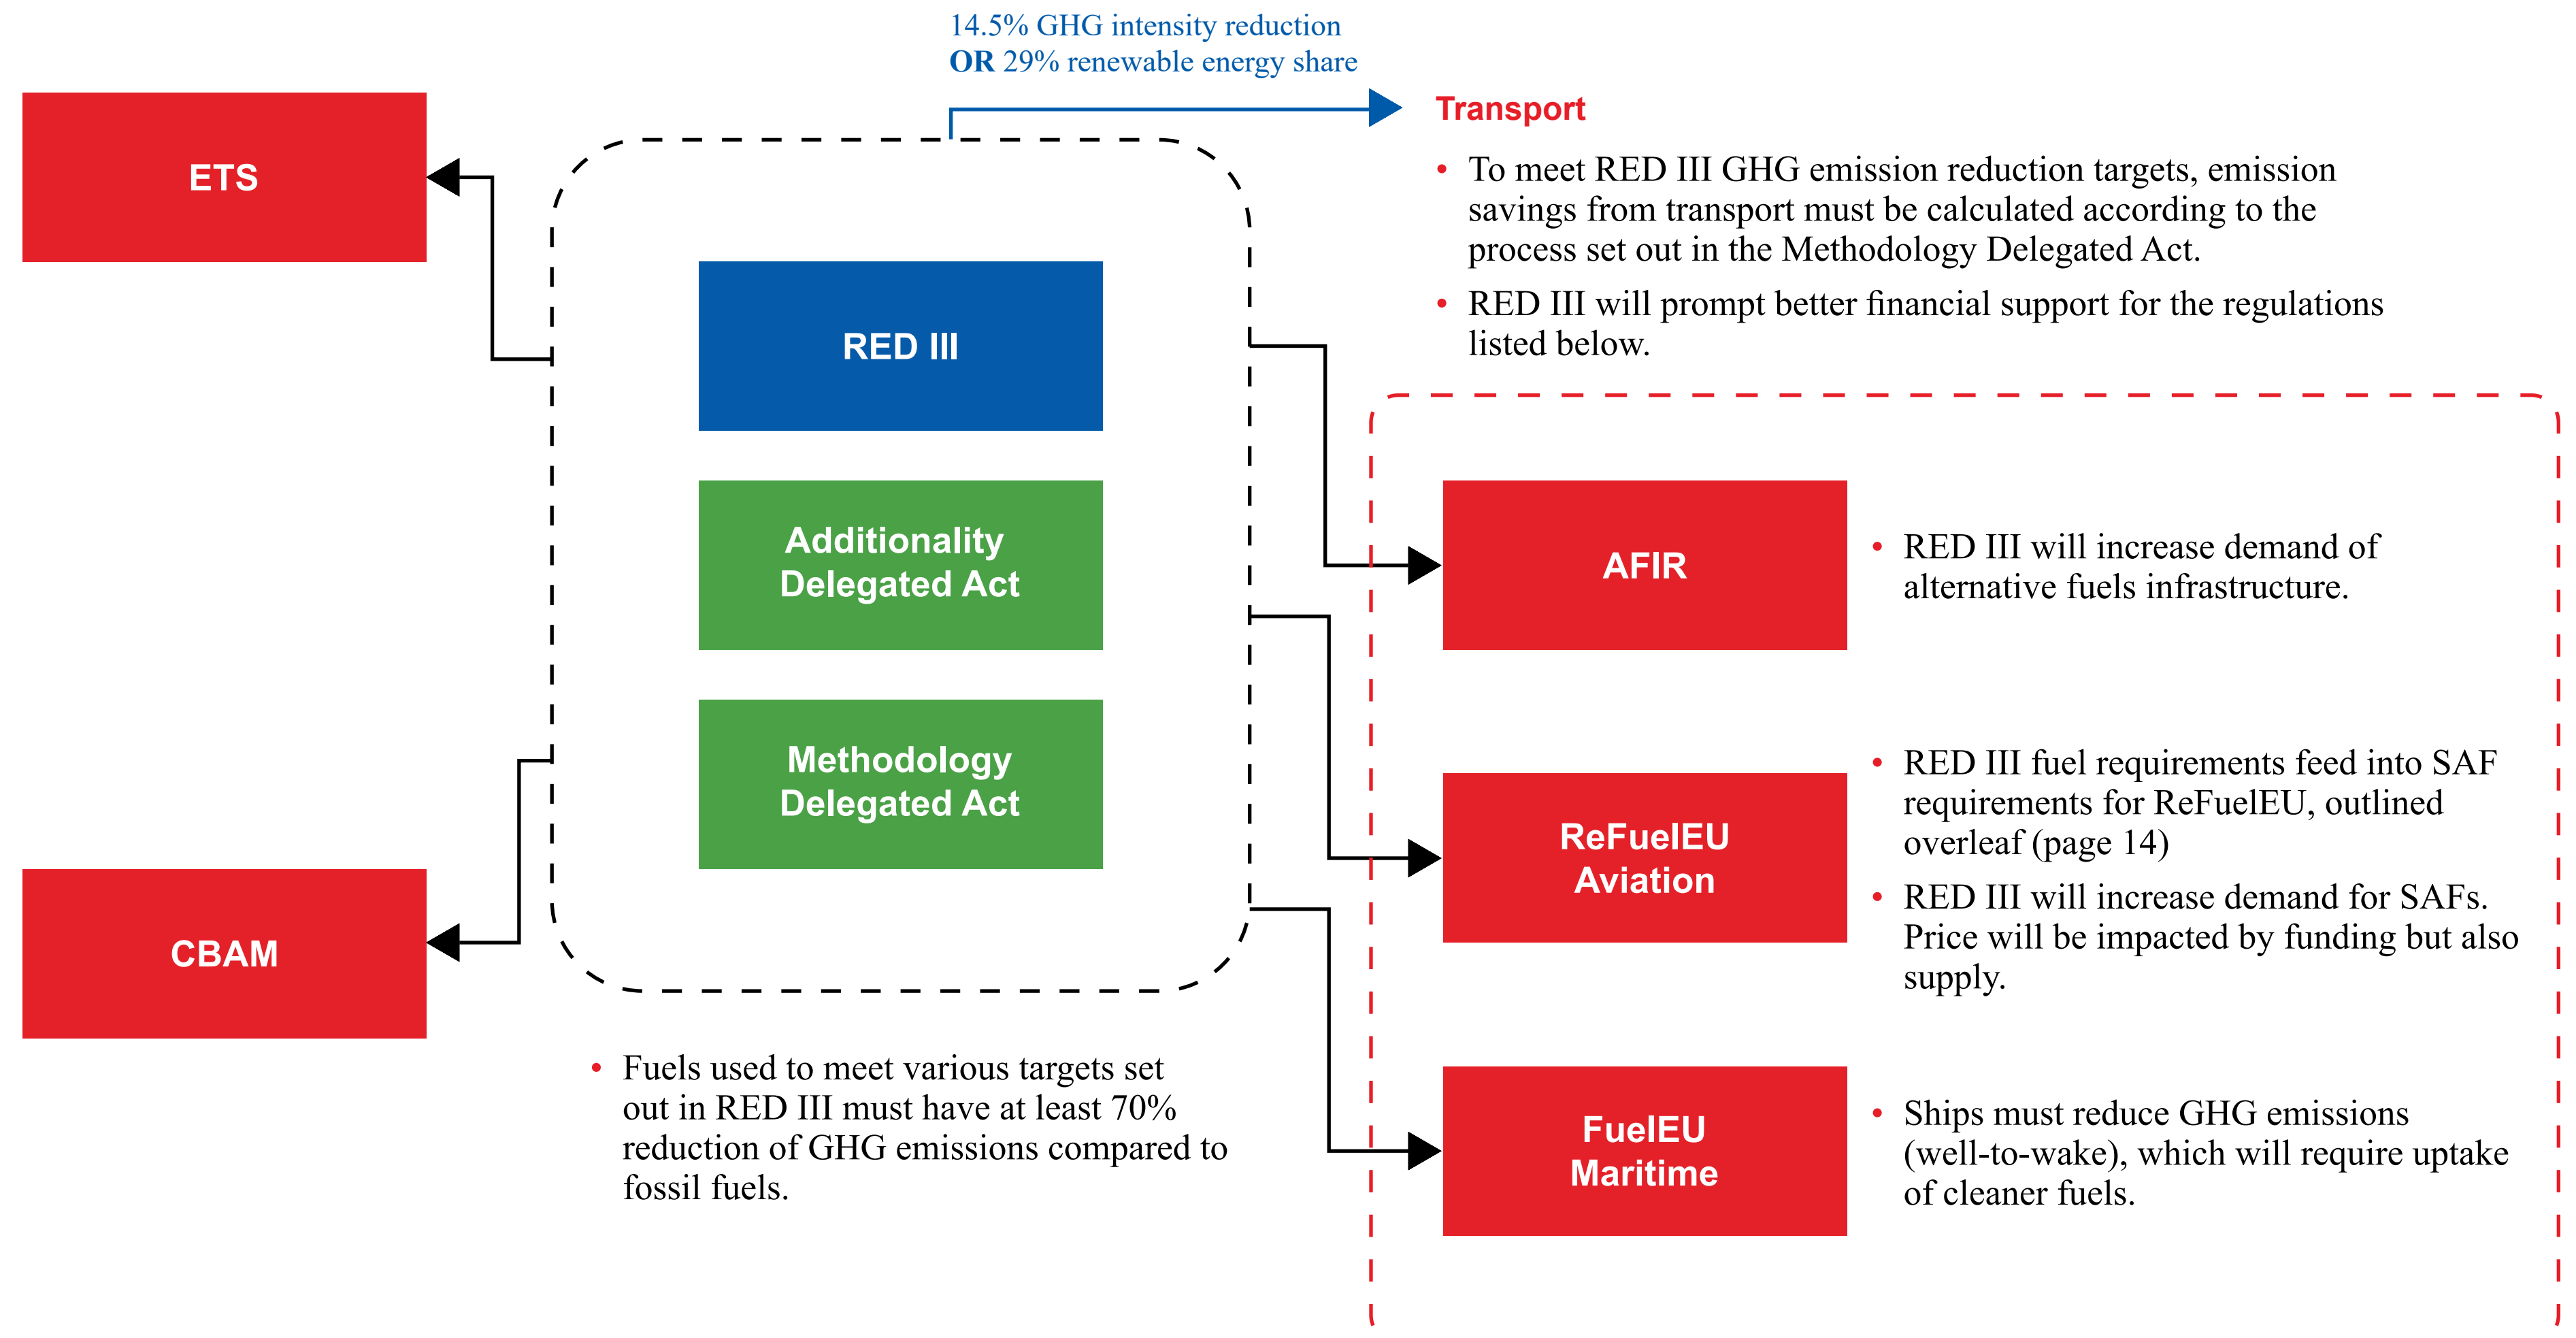 14.5% GHG intensity reduction
OR 29% renewable energy share
ETS
CBAM
RED III
Additionality
Delegated Act
Methodology
Delegated Act
• Fuels used to meet various targets set
out in RED III must have at least 70%
reduction of GHG emissions compared to
fossil fuels.
Transport
• To meet RED III GHG emission reduction targets, emission
savings from transport must be calculated according to the
process set out in the Methodology Delegated Act.
• RED III will prompt better financial support for the regulations
listed below.
AFIR
• RED III will increase demand of
alternative fuels infrastructure.
ReFuelEU
Aviation
• RED III fuel requirements feed into SAF
requirements for ReFuelEU, outlined
overleaf (page 14)
• RED III will increase demand for SAFs.
Price will be impacted by funding but also
supply.
FuelEU
Maritime
• Ships must reduce GHG emissions
(well-to-wake), which will require uptake
of cleaner fuels.